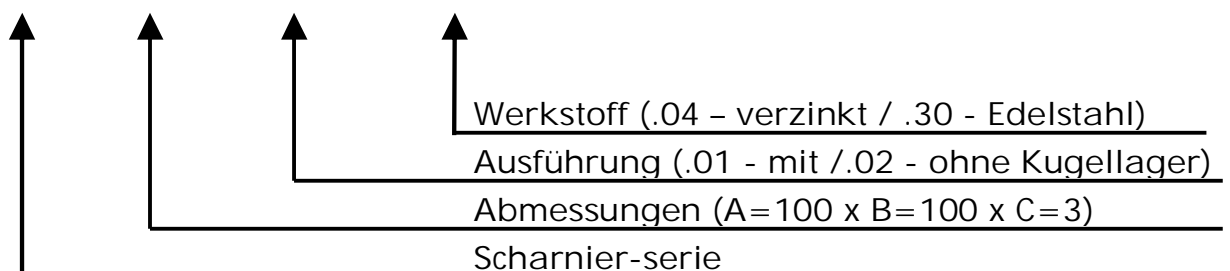 Werkstoff (.04 – verzinkt / .30 - Edelstahl)
Ausführung (.01 - mit /.02 - ohne Kugellager)
Abmessungen (A=100 x B=100 x C=3)
Scharnier-serie